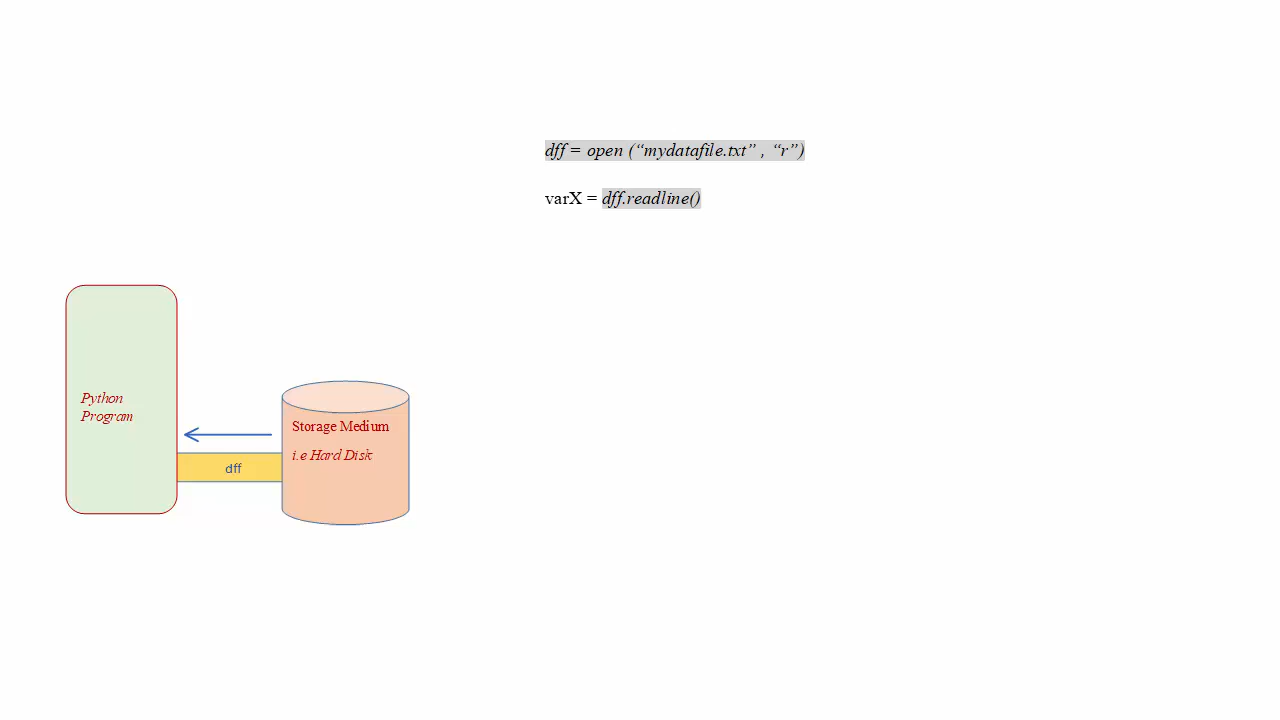 dff = open (“mydatafile.txt” , “r”)
varX = dff.readline()
Python
Program
Storage Medium
i.e Hard Disk
dff